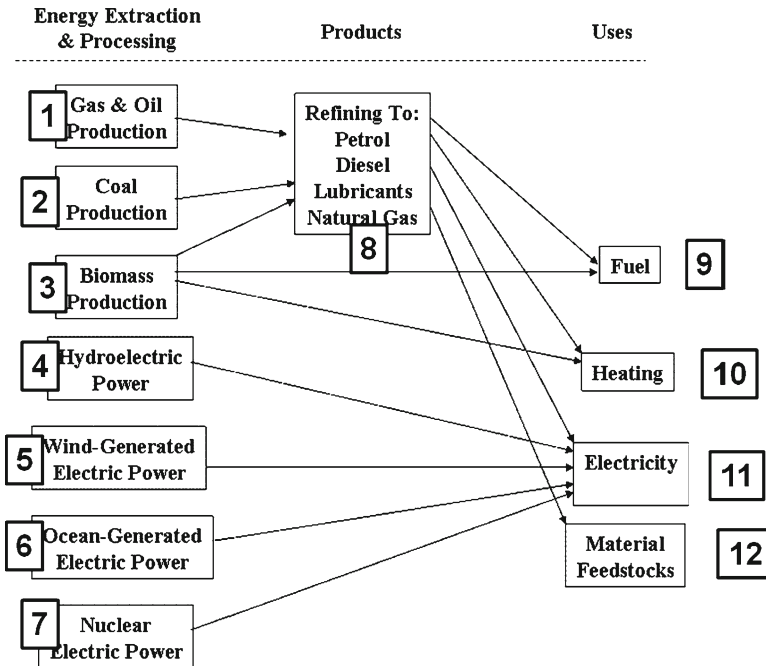 Energy Extraction
& Processing
Products
Uses
1
Gas & Oil
Production
2
Coal
Production
3
Biomass
Production
4
Hydroelectric
Power
5
Wind-Generated
Electric Power
6
Ocean-Generated
Electric Power
7
Nuclear
Electric Power
Refining To:
Petrol
Diesel
Lubricants
Natural Gas
8
Fuel
9
Heating
10
Electricity
11
Material
Feedstocks
12